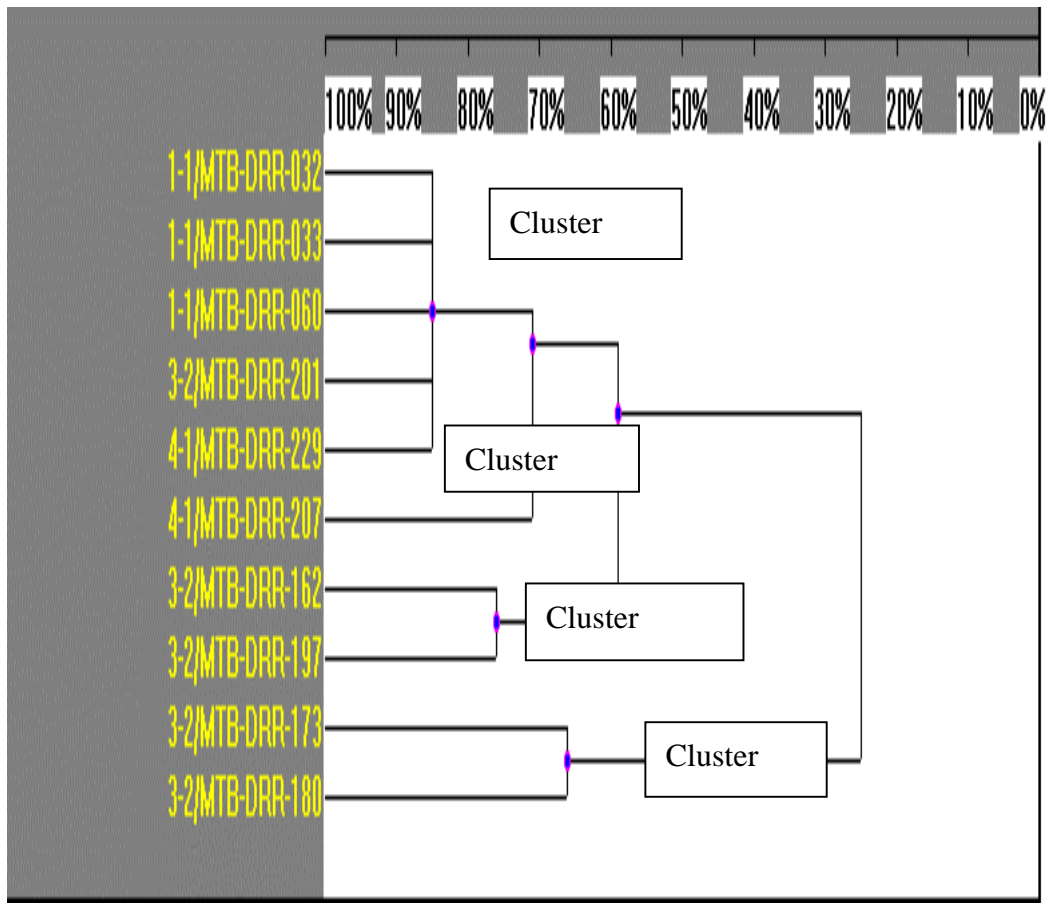 100% 90% 80% 70% 60% 50% 40% 30% 20% 10% 0%
1-1/MTB-DRR-032
Cluster
1-1/MTB-DRR-033
1-1/MTB-DRR-060
3-2/MTB-DRR-201
4-1/MTB-DRR-229
Cluster
4-1/MTB-DRR-207
3-2/MTB-DRR-162
Cluster
3-2/MTB-DRR-197
3-2/MTB-DRR-173
Cluster
3-2/MTB-DRR-180